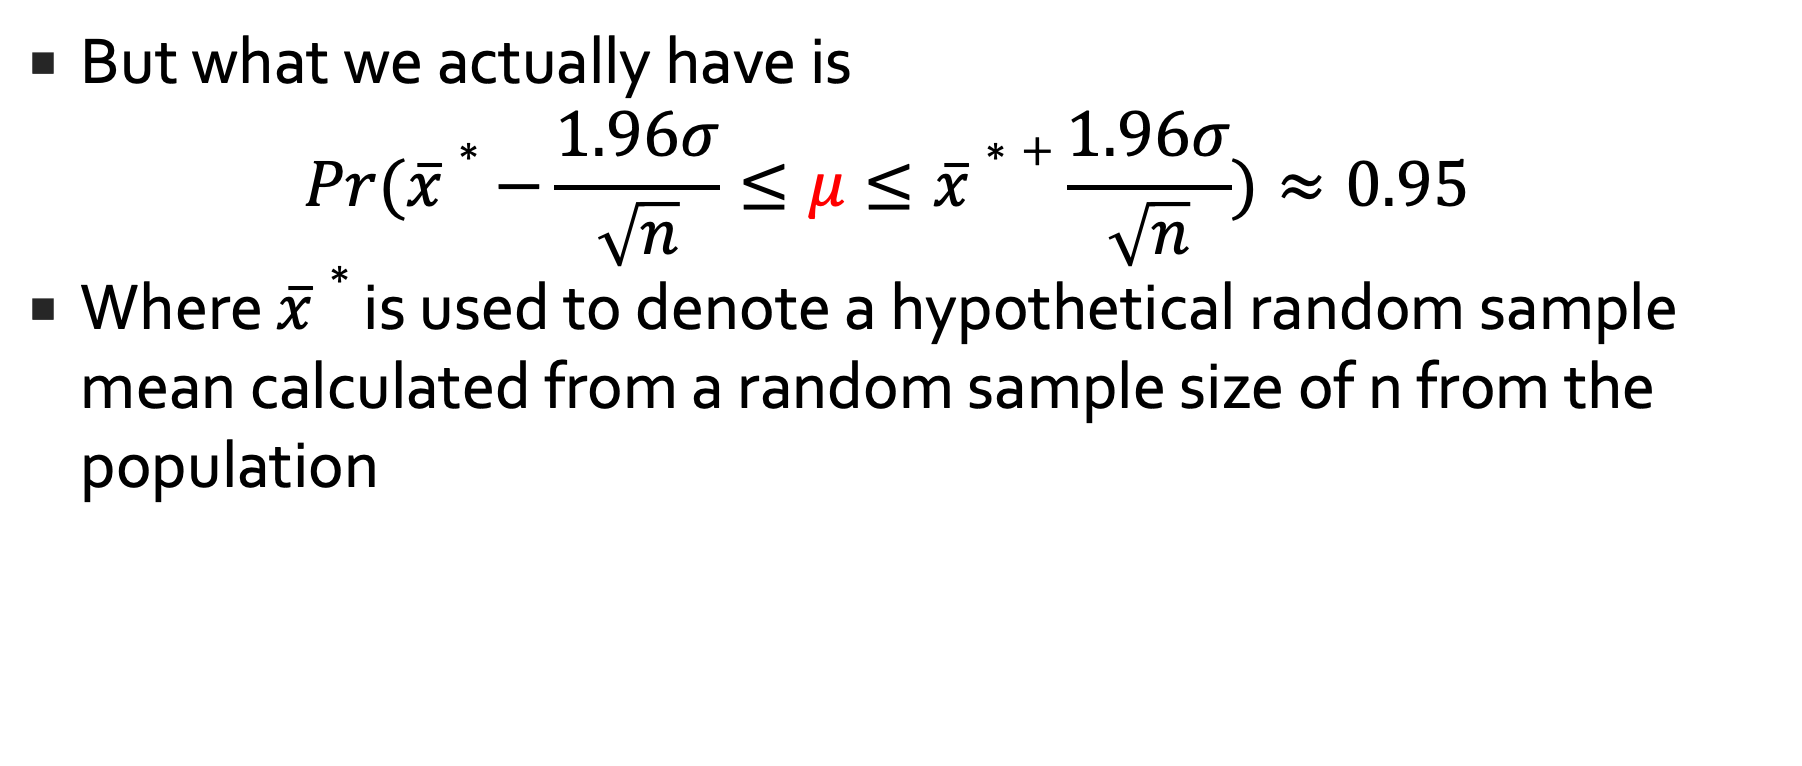 ▪ But what we actually have is
Pr(x̄ * − 1.96σ/√n ≤ μ ≤ x̄ * + 1.96σ/√n) ≈ 0.95
▪ Where x̄ * is used to denote a hypothetical random sample
mean calculated from a random sample size of n from the
population